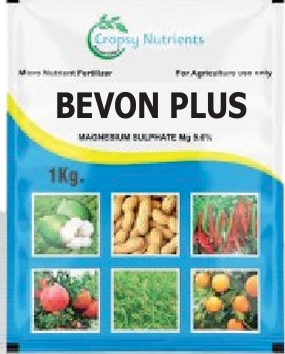 Cropsy Nutrients
Micro Nutrient Fertilizer For Agriculture use only
BEVON PLUS
MAGNESIUM SULPHATE Mg 9.6%
1Kg.